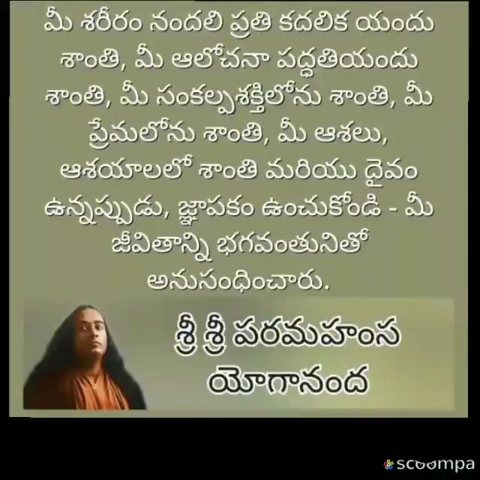 మీ శరీరం నందలి ప్రతి కదలిక యందు
శాంతి, మీ ఆలోచనా పద్ధతియందు
శాంతి, మీ సంకల్పశక్తిలోను శాంతి, మీ
ప్రేమలోను శాంతి, మీ ఆశలు,
ఆశయాలలో శాంతి మరియు దైవం
ఉన్నప్పుడు, జ్ఞాపకం ఉంచుకోండి - మీ
జీవితాన్ని భగవంతునితో
అనుసంధించారు.
శ్రీ శ్రీ పరమహంస
యోగానంద
scoompa